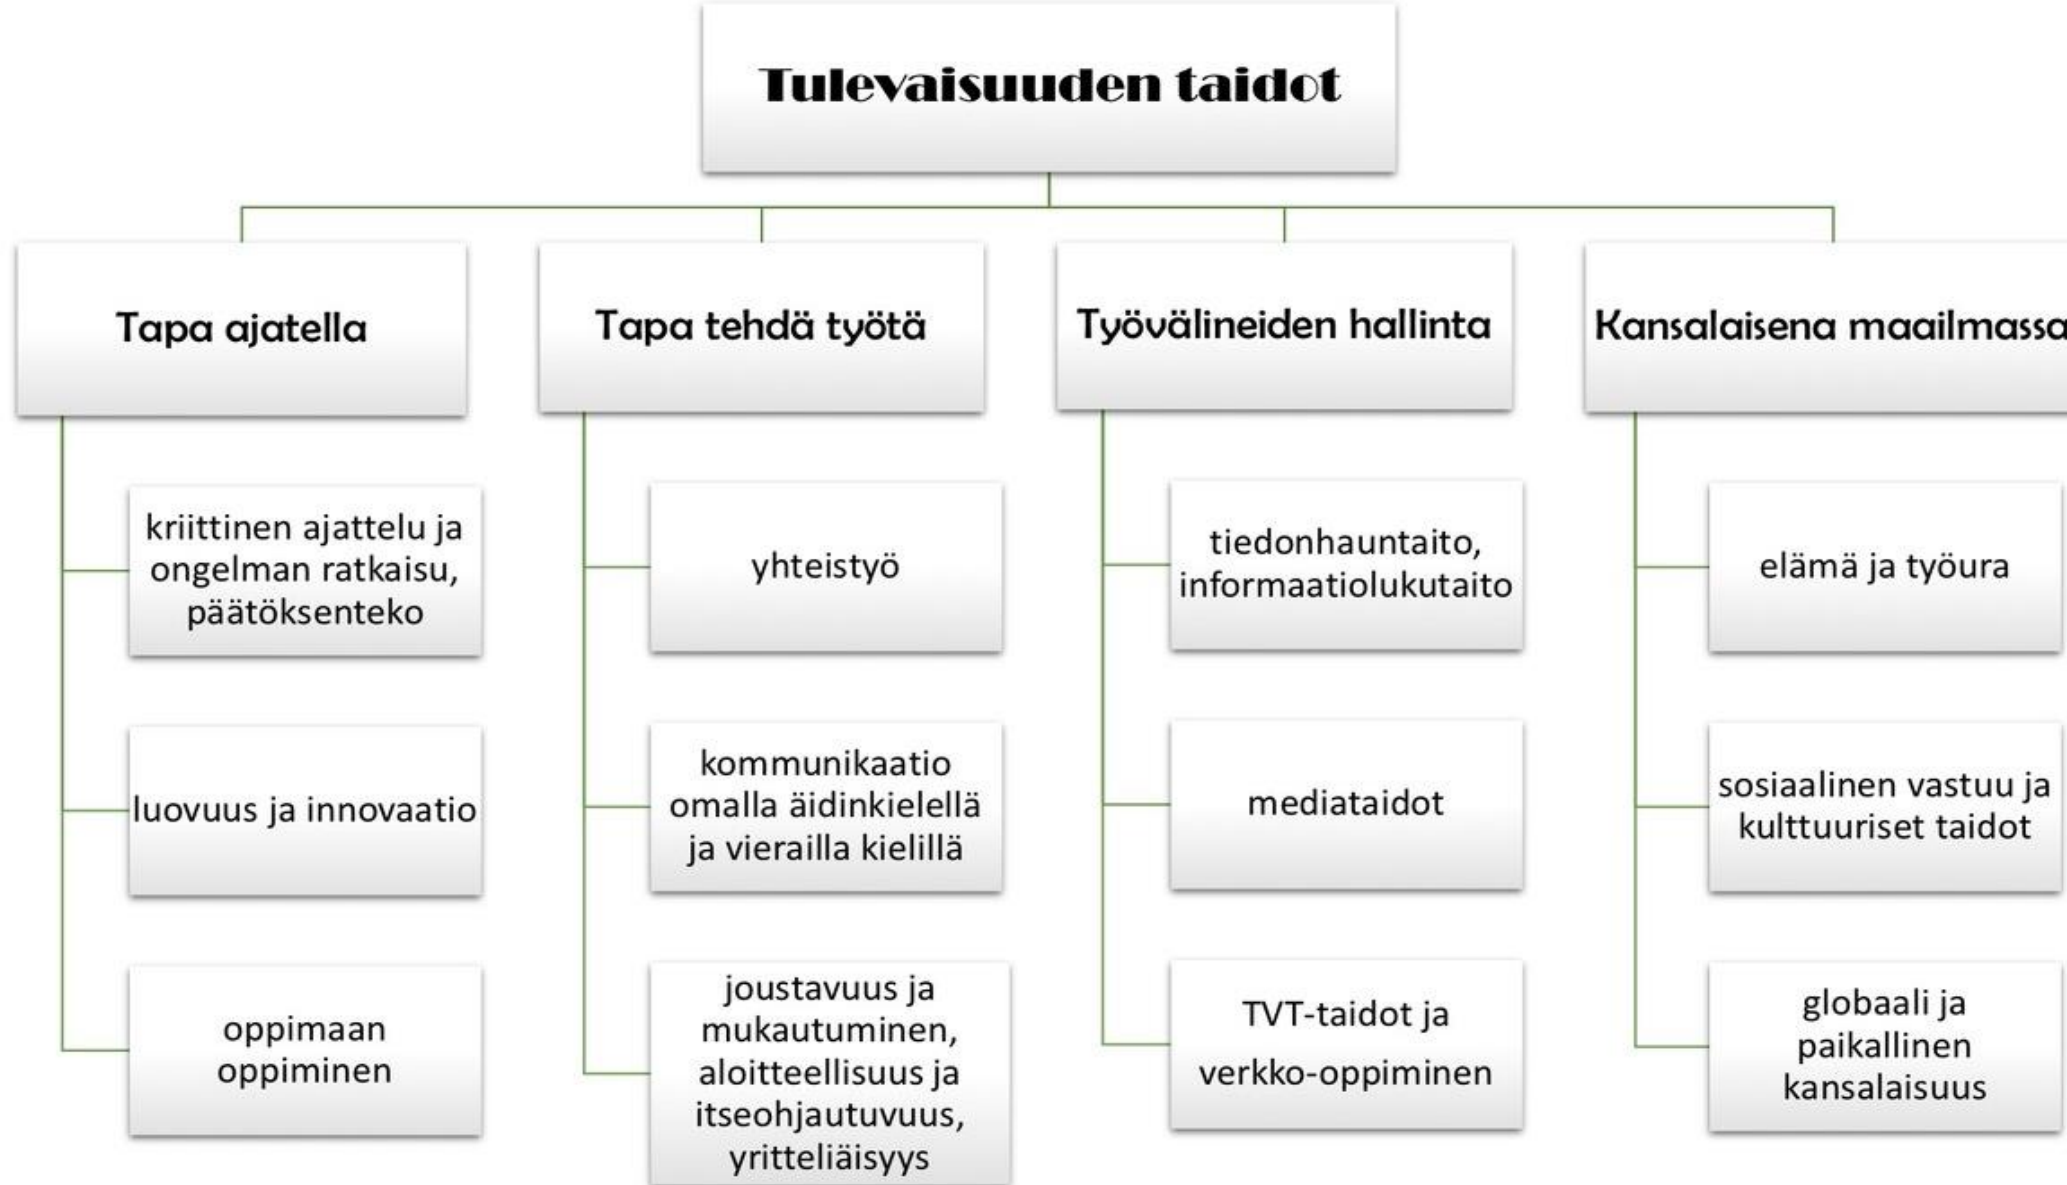 Tulevaisuuden taidot
Tapa ajatella
kriittinen ajattelu ja
ongelman ratkaisu,
päätöksenteko
luovuus ja innovaatio
oppimaan
oppiminen
Tapa tehdä työtä
yhteistyö
kommunikaatio
omalla äidinkielellä
ja vierailla kielillä
joustavuus ja
mukautuminen,
aloitteellisuus ja
itseohjautuvuus,
yritteliäisyys
Työvälineiden hallinta
tiedonhauntaito,
informaatiolukutaito
mediataidot
TVT-taidot ja
verkko-oppiminen
Kansalaisena maailmassa
elämä ja työura
sosiaalinen vastuu ja
kulttuuriset taidot
globaali ja
paikallinen
kansalaisuus